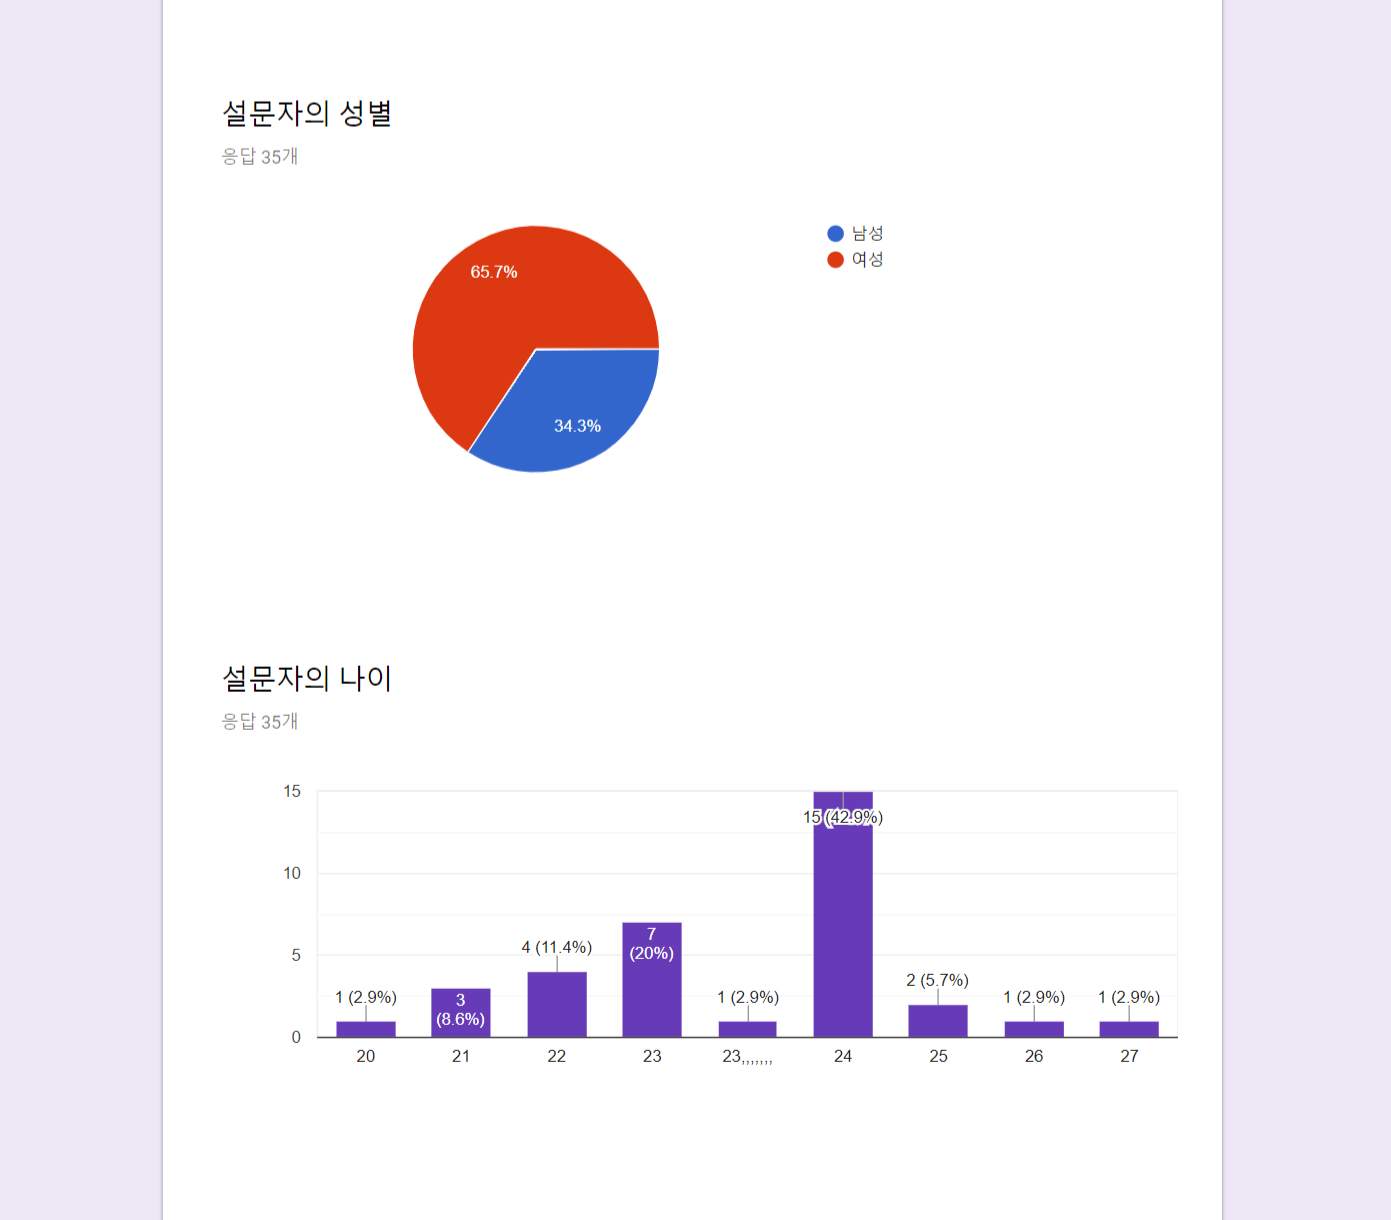 설문자의 성별
응답 35개
남성
여성
65.7%
34.3%
설문자의 나이
응답 35개
15
10
5
0
1 (2.9%)
3
(8.6%)
4 (11.4%)
7
(20%)
1 (2.9%)
15 (42.9%)
2 (5.7%)
1 (2.9%)
1 (2.9%)
20 21 22 23 23,,,,,,, 24 25 26 27